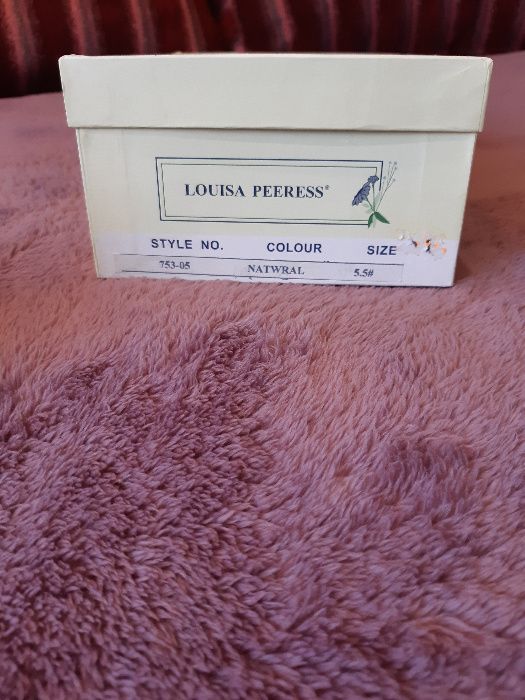 LOUISA PEERESS®
STYLE NO. COLOUR SIZE
753-05 NATWRAL 5.5#